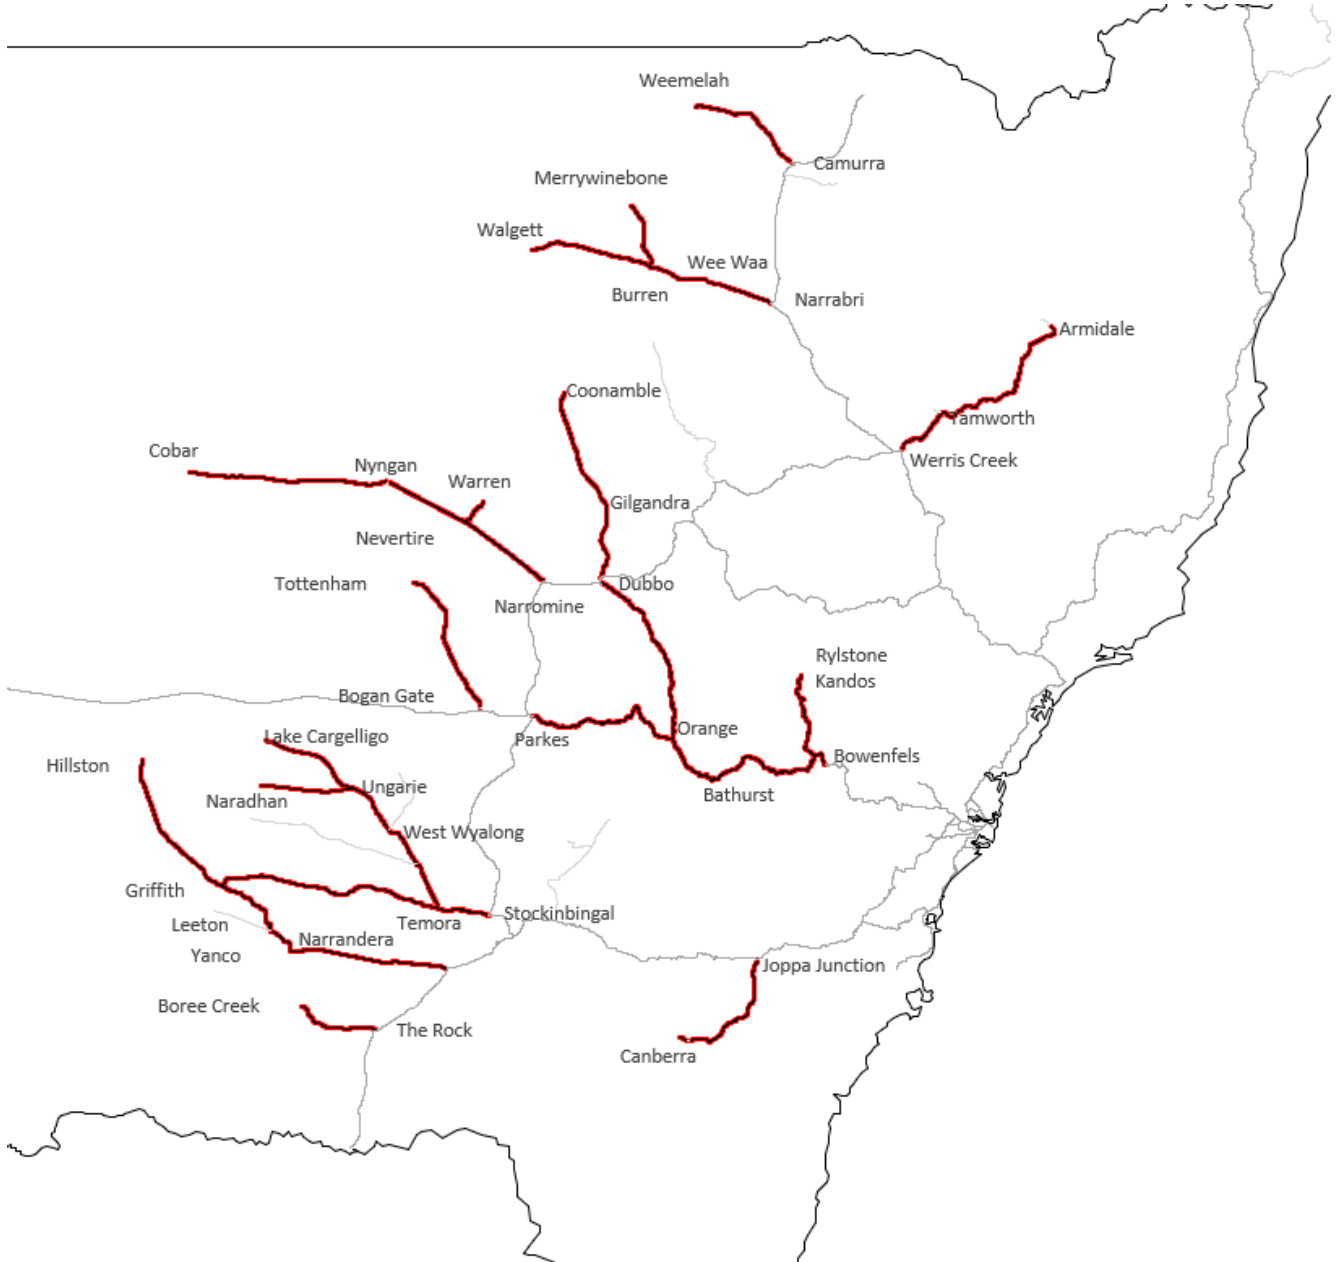 Weemelah
Camurra
Merrywinebone
Walgett
Wee Waa
Burren
Narrabri
Armidale
Coonamble
Tamworth
Cobar
Nyngan
Werris Creek
Warren
Gilgandra
Nevertire
Tottenham
Dubbo
Narromine
Rylstone
Kandos
Bogan Gate
Orange
Parkes
Lake Cargelligo
Bowenfels
Hillston
Ungarie
Bathurst
Naradhan
West Wyalong
Griffith
Stockinbingal
Leeton
Temora
Narrandera
Yanco
Joppa Junction
Boree Creek
The Rock
Canberra